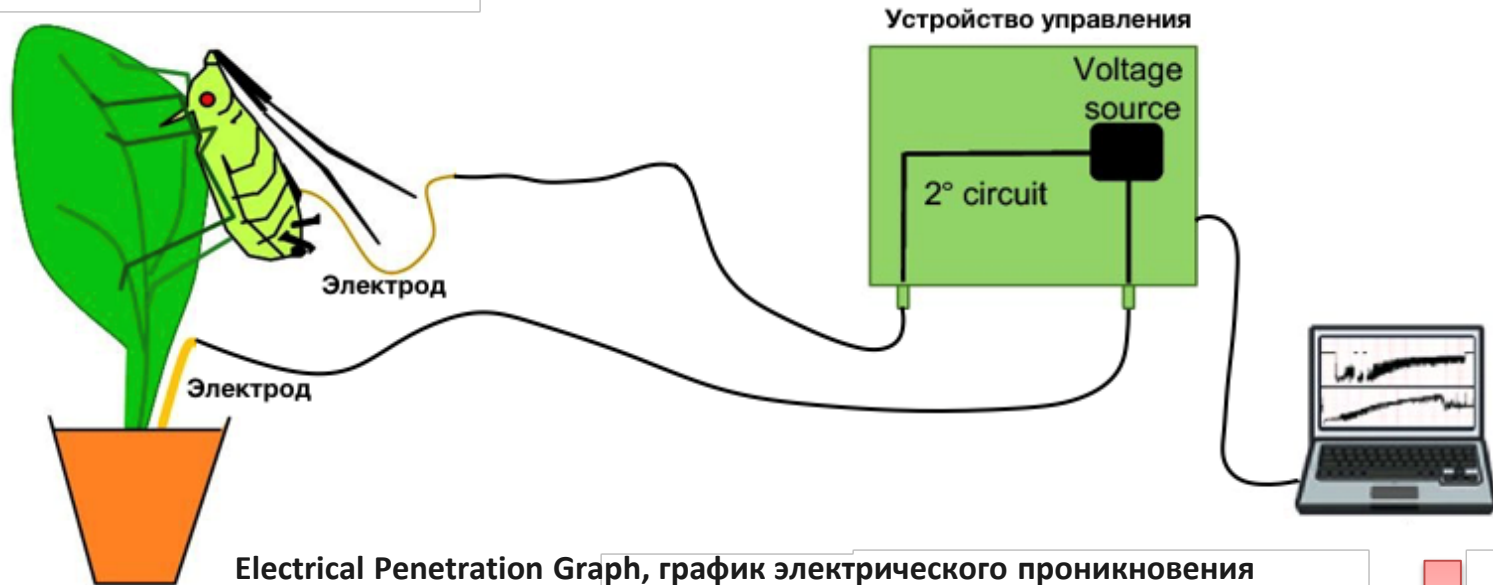 Устройство управления
Voltage
source
2° circuit
Электрод
Электрод
Electrical Penetration Graph, график электрического проникновения